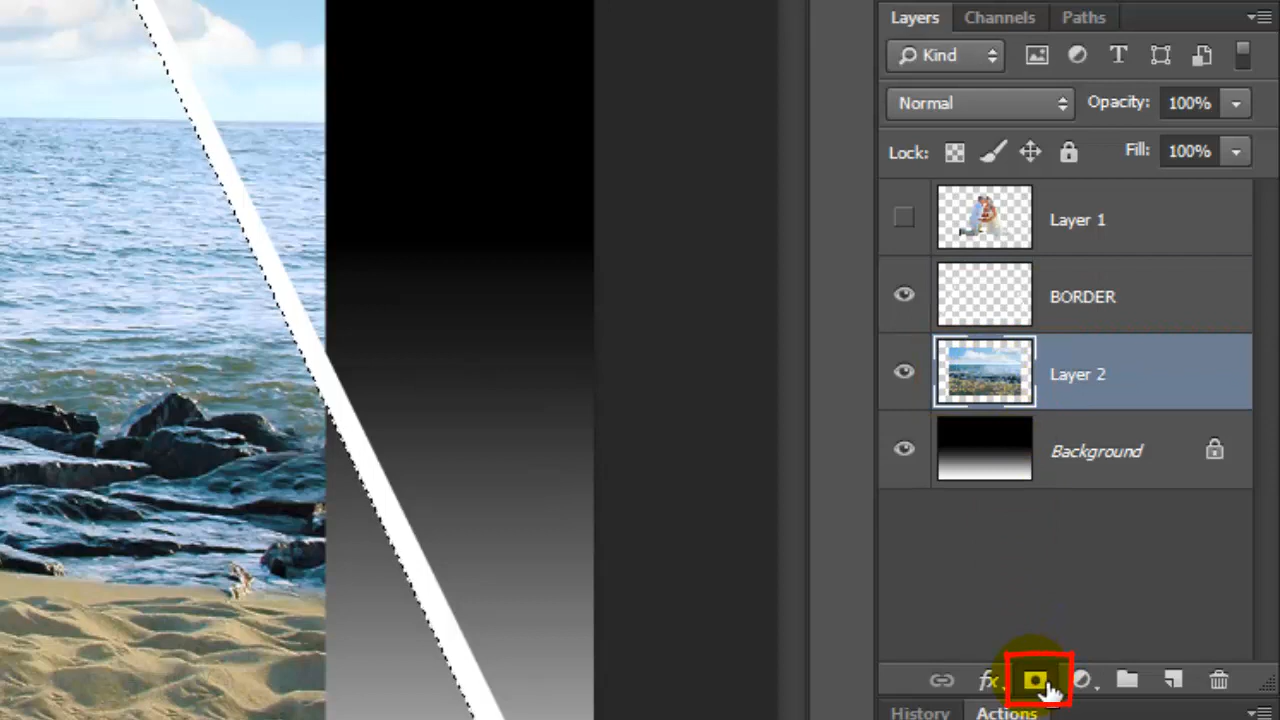 Layers Channels Paths
Kind T
Normal Opacity: 100%
Lock: Fill: 100%
Layer 1
BORDER
Layer 2
Background
fx
History Actions